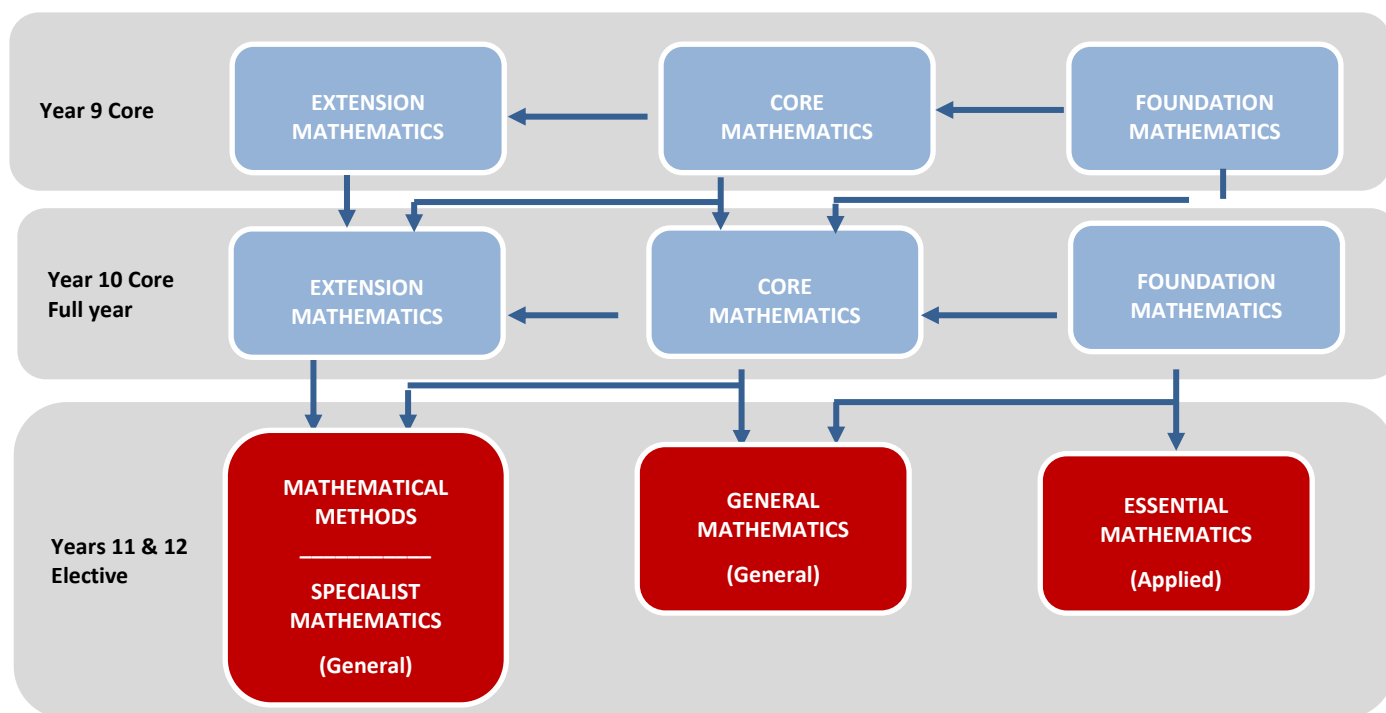 Year 9 Core
EXTENSION
MATHEMATICS
CORE
MATHEMATICS
FOUNDATION
MATHEMATICS
Year 10 Core
Full year
EXTENSION
MATHEMATICS
CORE
MATHEMATICS
FOUNDATION
MATHEMATICS
Years 11 & 12
Elective
MATHEMATICAL
METHODS
___________
SPECIALIST
MATHEMATICS
(General)
GENERAL
MATHEMATICS
(General)
ESSENTIAL
MATHEMATICS
(Applied)